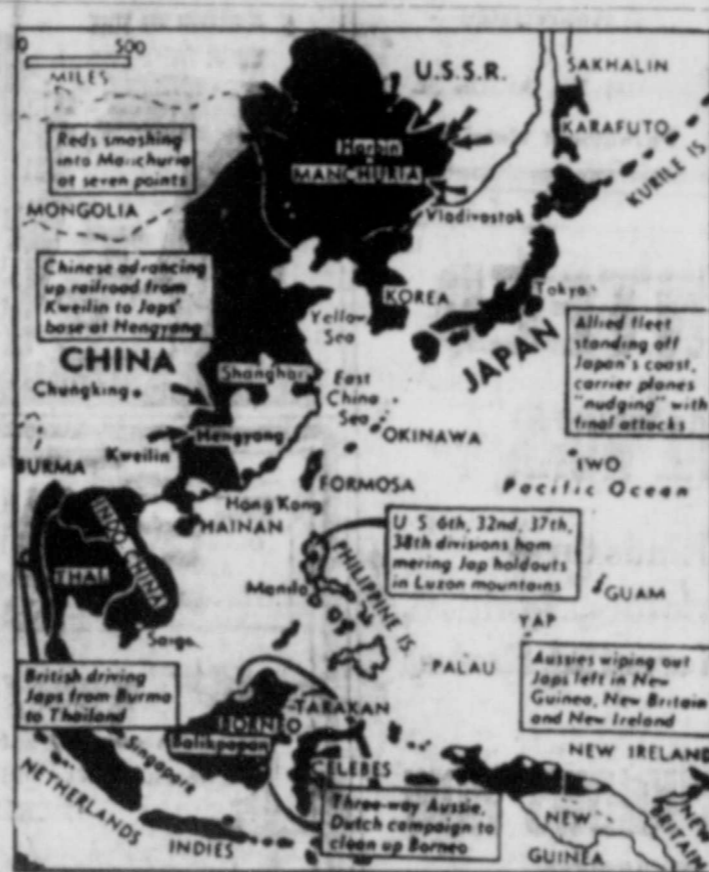 0 500
MILES
U.S.S.R.
SAKHALIN
KARAFUTO
KURILE IS.
Reds smashing
into Manchuria
at seven points
Harbin
MANCHURIA
MONGOLIA
Vladivostok
Chinese advancing
up railroad from
Kweilin to Japs'
base at Hengyang
KOREA
Tokyo
Yellow
Sea
JAPAN
Allied fleet
standing off
Japan's coast,
carrier planes
"nudging" with
final attacks
CHINA
Shanghai
Chungking
East
China
Sea
OKINAWA
Hengyang
Kweilin
BURMA
IWO
Pacific Ocean
FORMOSA
Hong Kong
HAINAN
INDO CHINA
U S 6th, 32nd, 37th,
38th divisions ham
mering Jap holdouts
in Luzon mountains
THAI.
Manila
PHILIPPINE IS.
GUAM
YAP
Saigo
PALAU
British driving
Japs from Burma
to Thailand
Aussies wiping out
Japs left in New
Guinea, New Britain
and New Ireland
TARAKAN
BORNEO
Balikpapan
Singapore
CELEBES
NEW IRELAND
NETHERLANDS
INDIES
Three-way Aussie,
Dutch campaign to
clean up Borneo
NEW
GUINEA
NEW
BRITAIN